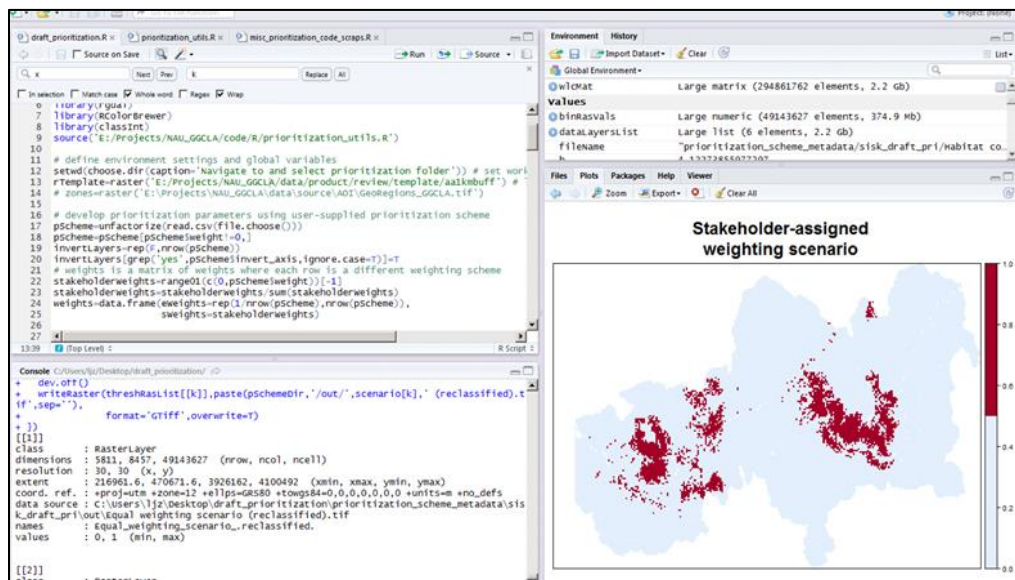 Project: (None)
draft_prioritization.R
prioritization_utils.R
misc_prioritization_code_scraps.R
Source on Save
Run
Source
x
Next
Prev
k
Replace
All
In selection
Match case
Whole word
Regex
Wrap
6 library(rgdal)
7 library(RColorBrewer)
8 library(classInt)
9 source('E:/Projects/NAU_GGCLA/code/R/prioritization_utils.R')
10
11 # define environment settings and global variables
12 setwd(choose.dir(caption='Navigate to and select prioritization folder')) # set wor
13 rTemplate=raster('E:/Projects/NAU_GGCLA/data/product/review/template/aa1kmbuff') #
14 # zones=raster('E:\Projects\NAU_GGCLA\data\source\AOI\GeoRegions_GGCLA.tif')
15
16 # develop prioritization parameters using user-supplied prioritization scheme
17 pScheme=unfactorize(read.csv(file.choose()))
18 pScheme=pScheme[pScheme$weight!=0,]
19 invertLayers=rep(F,nrow(pScheme))
20 invertLayers[grep('yes',pScheme$invert_axis,ignore.case=T)]=T
21 # weights is a matrix of weights where each row is a different weighting scheme
22 stakeholderweights=range01(c(0,pScheme$weight))[-1]
23 stakeholderweights=stakeholderweights/sum(stakeholderweights)
24 weights=data.frame(eweights=rep(1/nrow(pScheme),nrow(pScheme)),
25 sweights=stakeholderweights)
26
27
13:39
(Top Level)
R Script
Console C:/Users/ljz/Desktop/draft_prioritization/
+ dev.off()
+ writeRaster(threshRasList[[k]],paste(pSchemeDir,'/out/',scenario[k],' (reclassified).t
if',sep=''),
+ format='GTiff',overwrite=T)
+ })
[[1]]
class : RasterLayer
dimensions : 5811, 8457, 49143627 (nrow, ncol, ncell)
resolution : 30, 30 (x, y)
extent : 216961.6, 470671.6, 3926162, 4100492 (xmin, xmax, ymin, ymax)
coord. ref. : +proj=utm +zone=12 +ellps=GRS80 +towgs84=0,0,0,0,0,0,0 +units=m +no_defs
data source : C:\Users\ljz\Desktop\draft_prioritization\prioritization_scheme_metadata\sis
k_draft_pri\out\Equal weighting scenario (reclassified).tif
names : Equal_weighting_scenario_.reclassified.
values : 0, 1 (min, max)
[[2]]
Environment
History
Import Dataset
Clear
List
Global Environment
wlcMat Large matrix (294861762 elements, 2.2 Gb)
values
binRasvals Large numeric (49143627 elements, 374.9 Mb)
dataLayersList Large list (6 elements, 2.2 Gb)
fileName "prioritization_scheme_metadata/sisk_draft_pri/Habitat co…
Files
Plots
Packages
Help
Viewer
Zoom
Export
Clear All
Stakeholder-assigned
weighting scenario
1.0
0.8
0.6
0.4
0.2
0.0